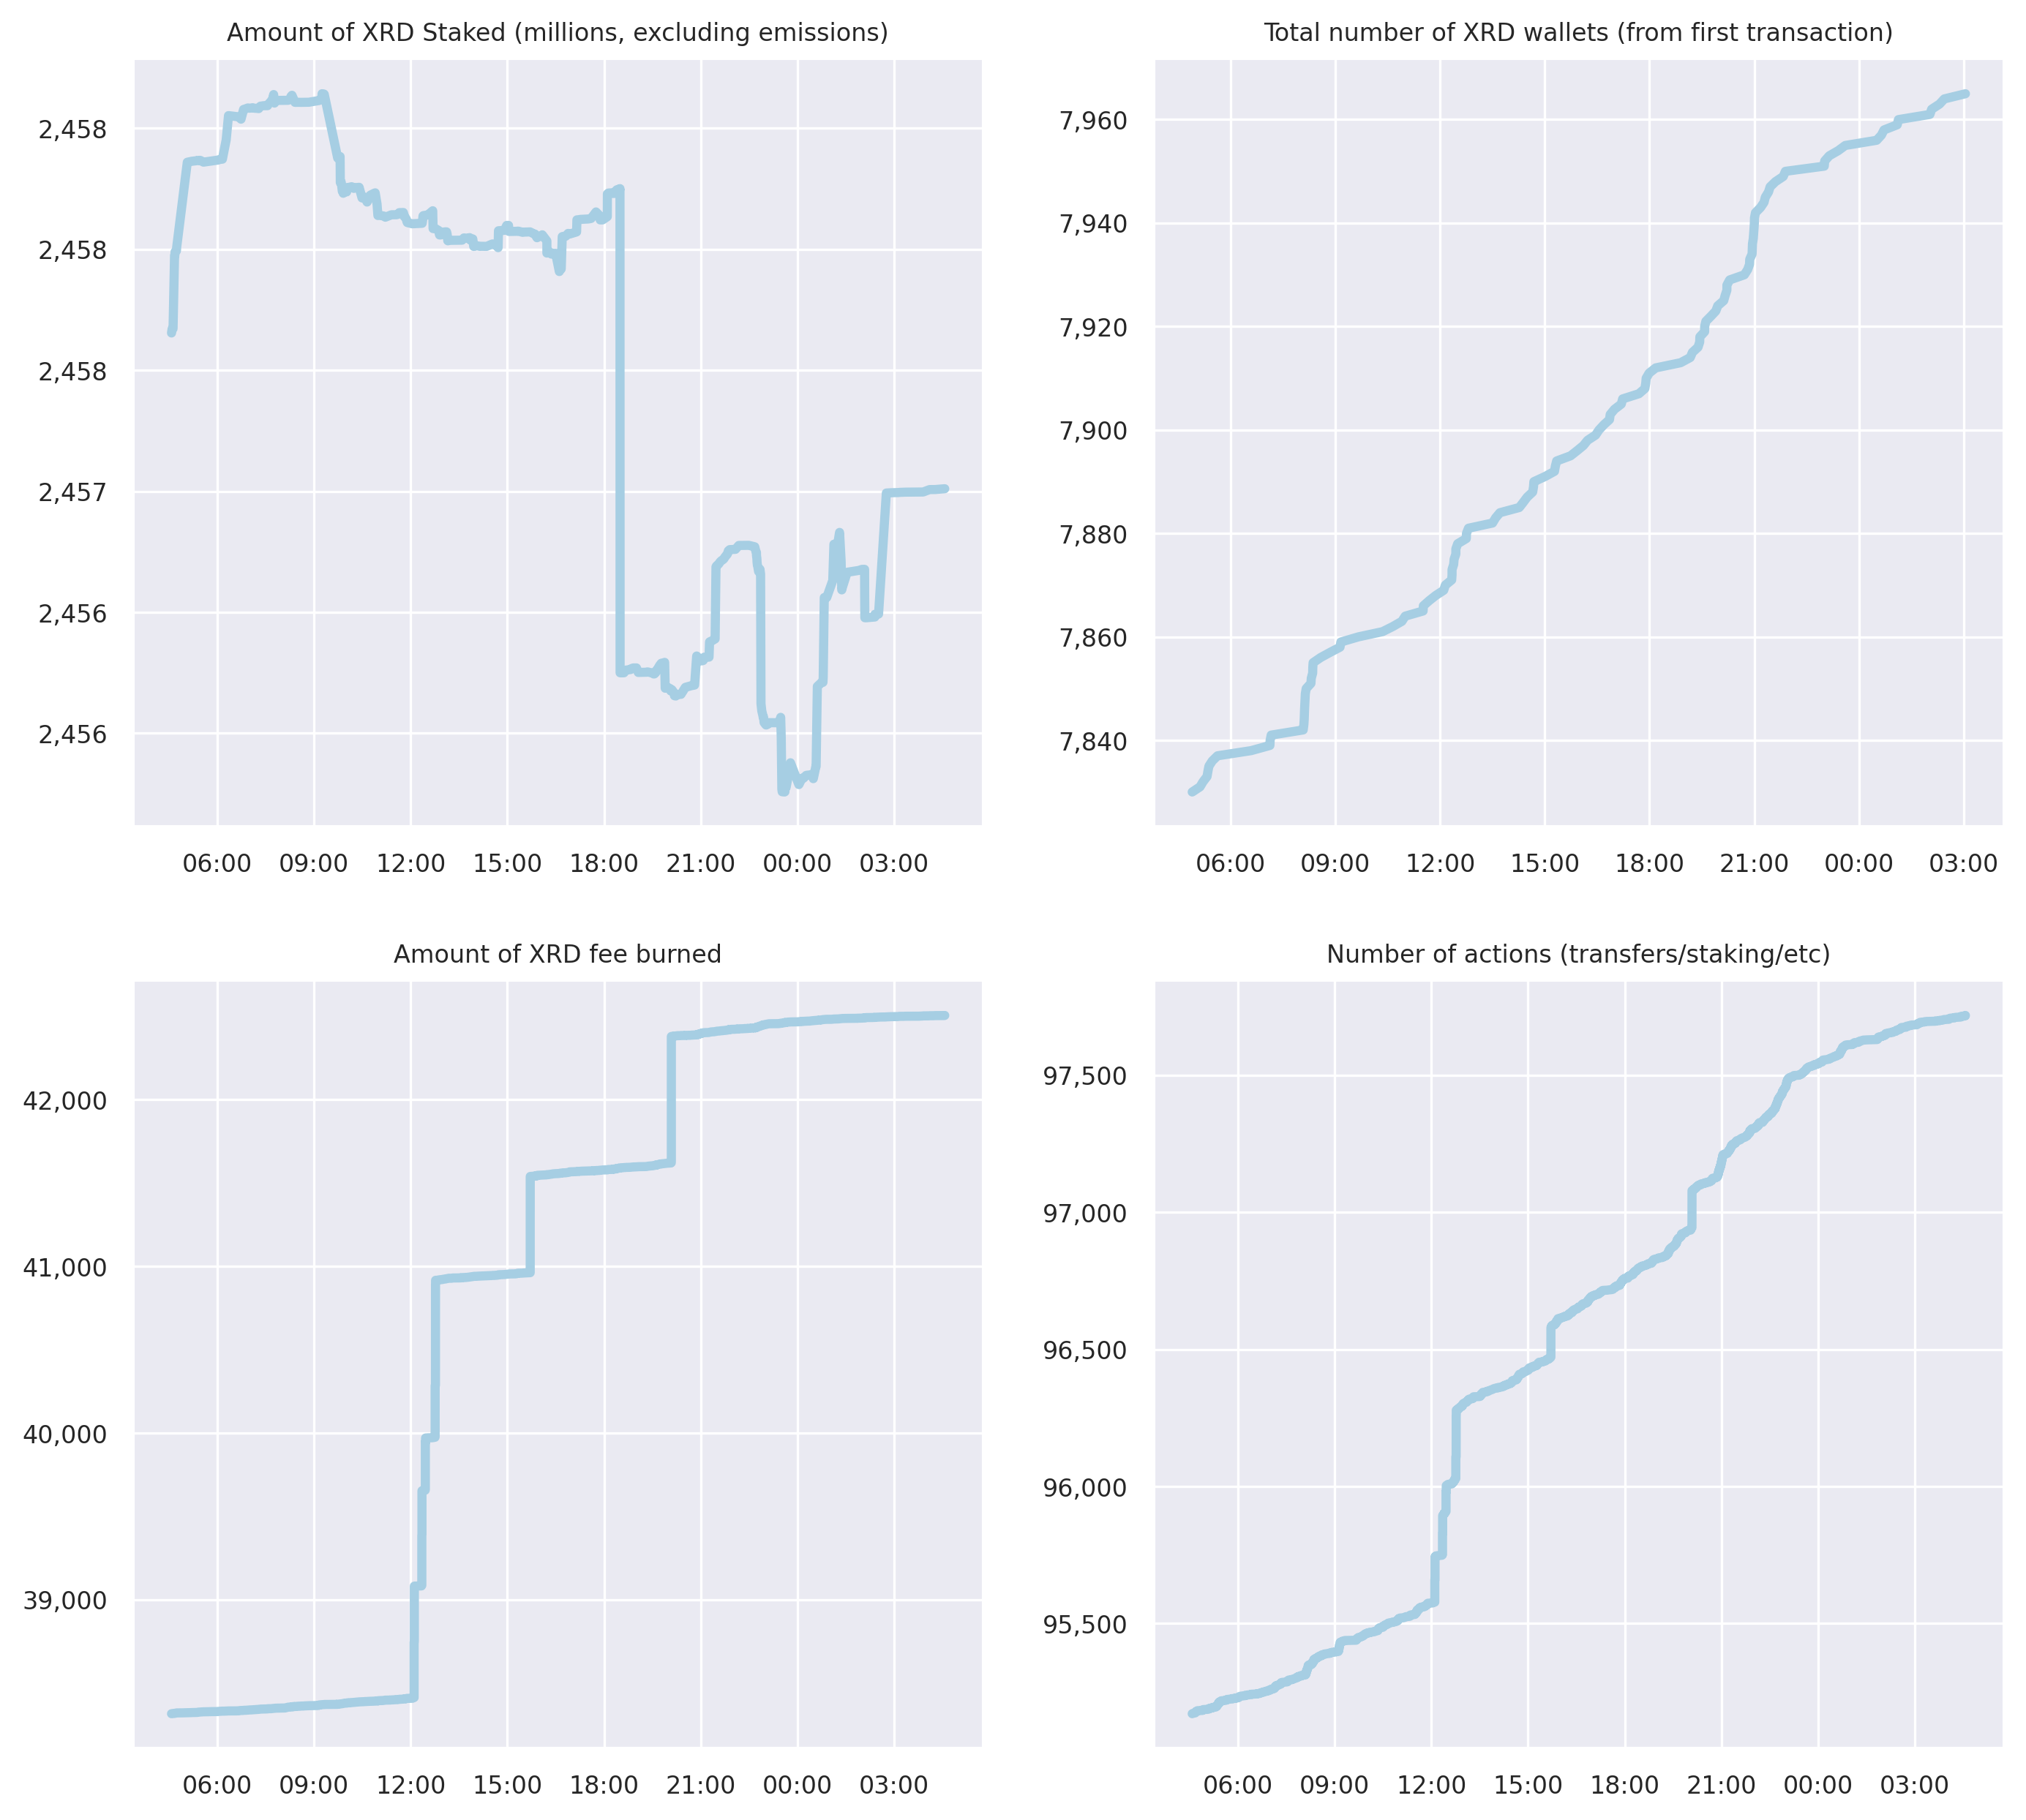 Amount of XRD Staked (millions, excluding emissions)
2,458
2,458
2,458
2,457
2,456
2,456
06:00 09:00 12:00 15:00 18:00 21:00 00:00 03:00
Total number of XRD wallets (from first transaction)
7,960
7,940
7,920
7,900
7,880
7,860
7,840
06:00 09:00 12:00 15:00 18:00 21:00 00:00 03:00
Amount of XRD fee burned
42,000
41,000
40,000
39,000
06:00 09:00 12:00 15:00 18:00 21:00 00:00 03:00
Number of actions (transfers/staking/etc)
97,500
97,000
96,500
96,000
95,500
06:00 09:00 12:00 15:00 18:00 21:00 00:00 03:00